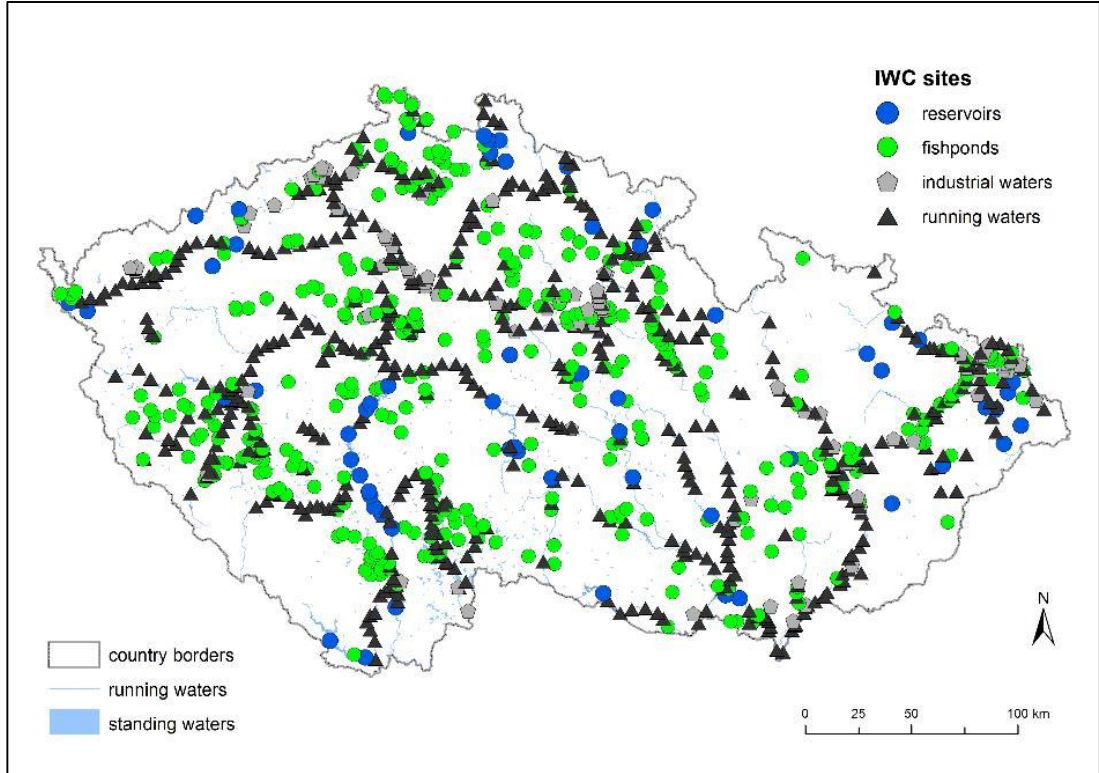 IWC sites
reservoirs
fishponds
industrial waters
running waters
N
country borders
running waters
standing waters
0 25 50 100 km